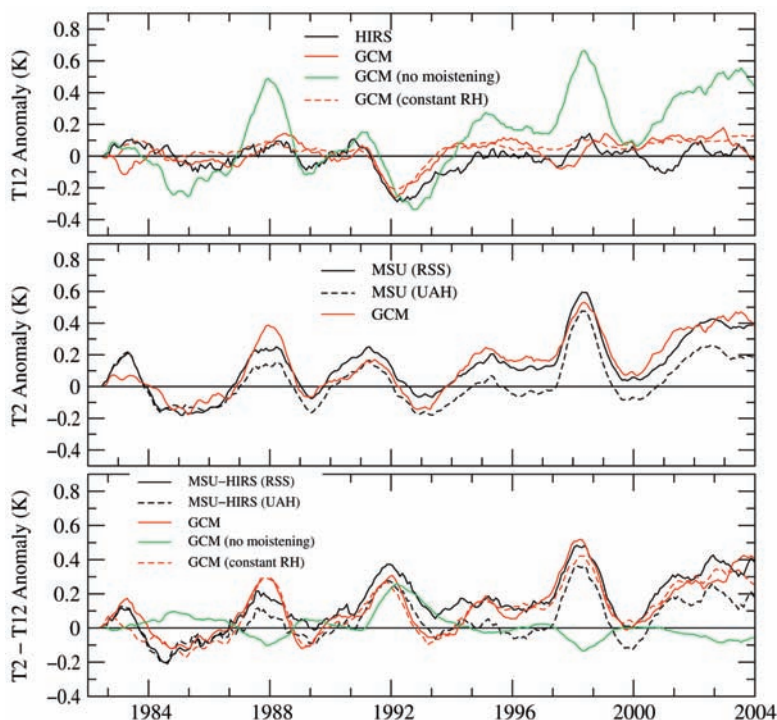 T12 Anomaly (K)
0.8
0.6
0.4
0.2
0
-0.2
-0.4
HIRS
GCM
GCM (no moistening)
GCM (constant RH)
T2 Anomaly (K)
0.8
0.6
0.4
0.2
0
-0.2
-0.4
MSU (RSS)
MSU (UAH)
GCM
T2 − T12 Anomaly (K)
0.8
0.6
0.4
0.2
0
-0.2
-0.4
MSU-HIRS (RSS)
MSU-HIRS (UAH)
GCM
GCM (no moistening)
GCM (constant RH)
1984 1988 1992 1996 2000 2004